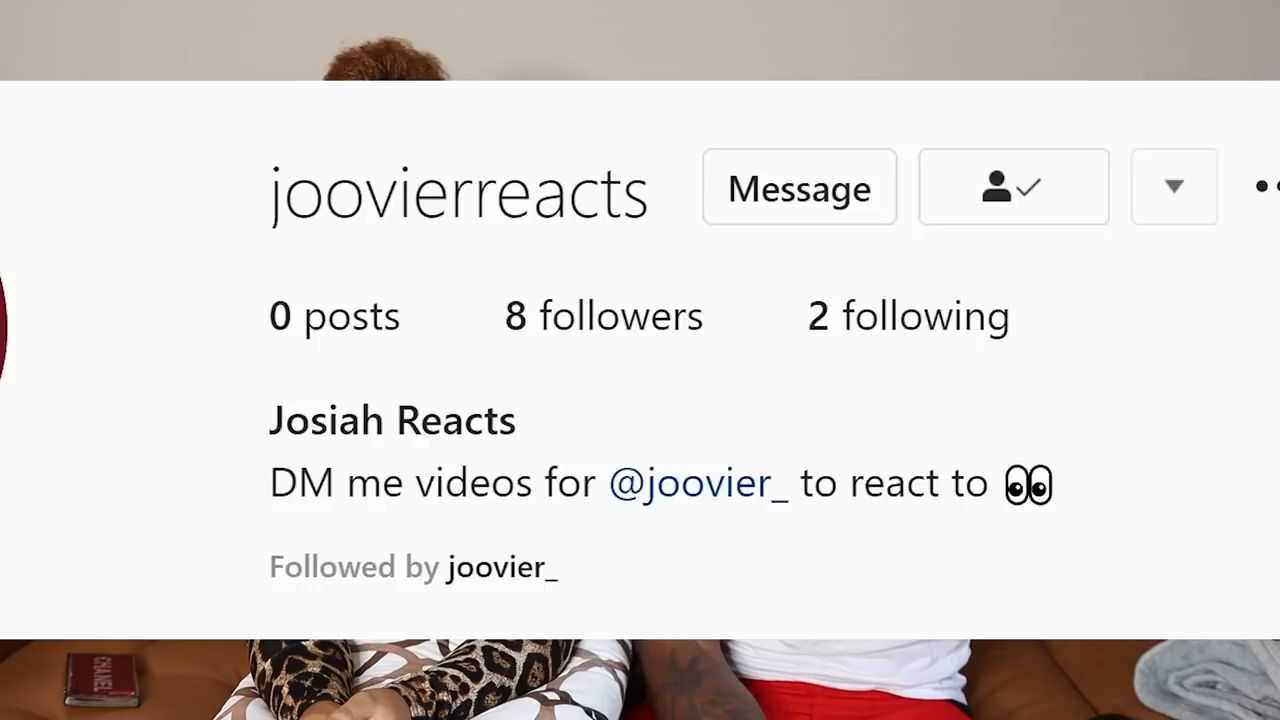 joovierreacts Message
0 posts 8 followers 2 following
Josiah Reacts
DM me videos for @joovier_ to react to 👀
Followed by joovier_
CHANEL